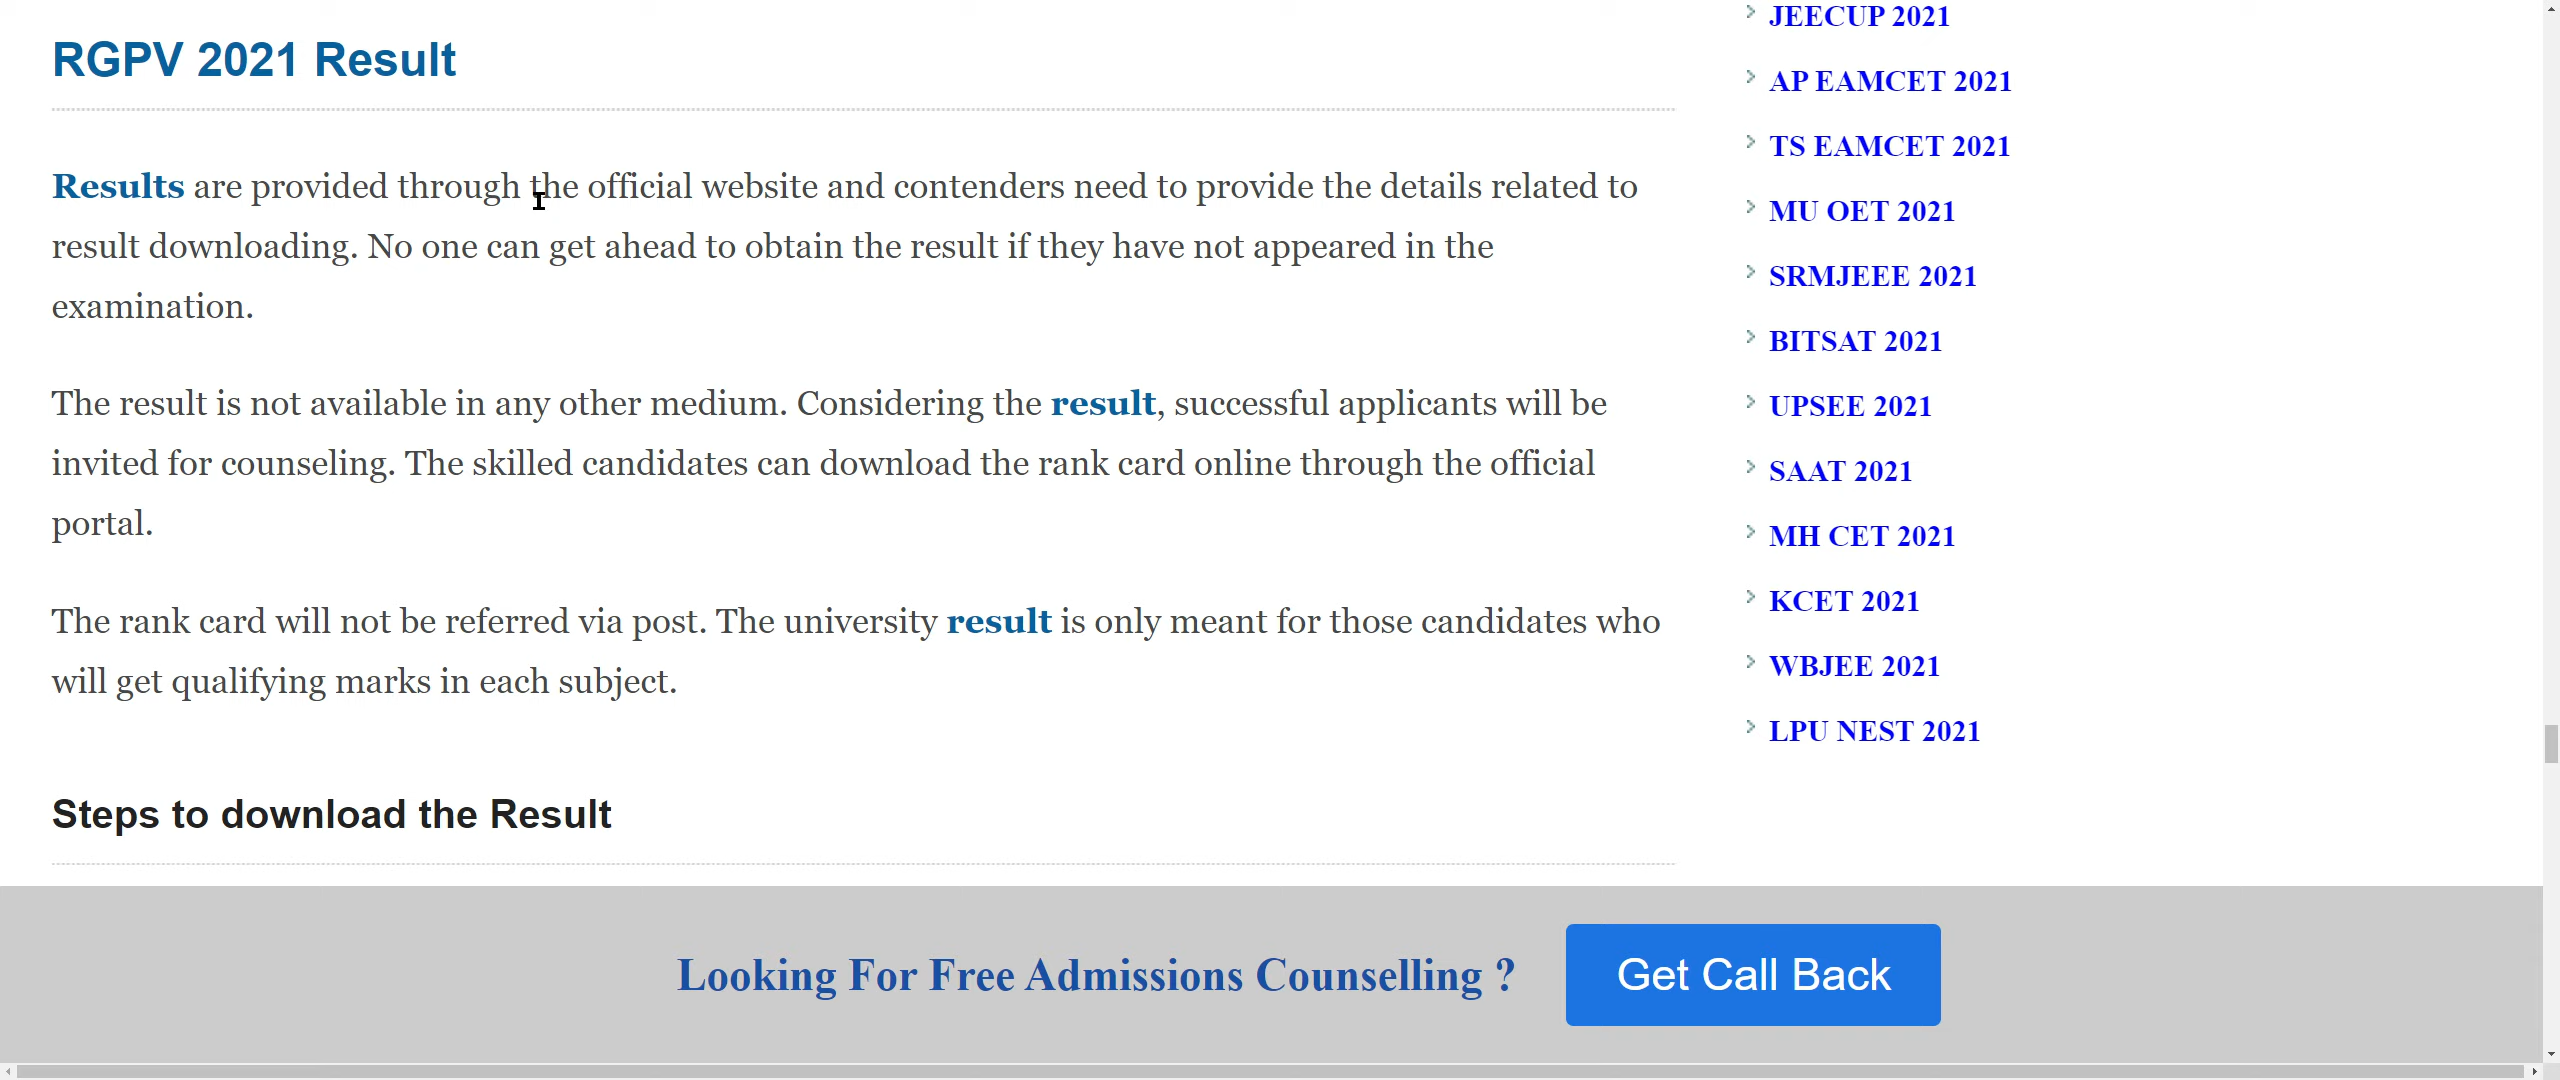 RGPV 2021 Result
Results are provided through the official website and contenders need to provide the details related to
result downloading. No one can get ahead to obtain the result if they have not appeared in the
examination.
The result is not available in any other medium. Considering the result, successful applicants will be
invited for counseling. The skilled candidates can download the rank card online through the official
portal.
The rank card will not be referred via post. The university result is only meant for those candidates who
will get qualifying marks in each subject.
Steps to download the Result
JEECUP 2021
AP EAMCET 2021
TS EAMCET 2021
MU OET 2021
SRMJEEE 2021
BITSAT 2021
UPSEE 2021
SAAT 2021
MH CET 2021
KCET 2021
WBJEE 2021
LPU NEST 2021
Looking For Free Admissions Counselling ?
Get Call Back